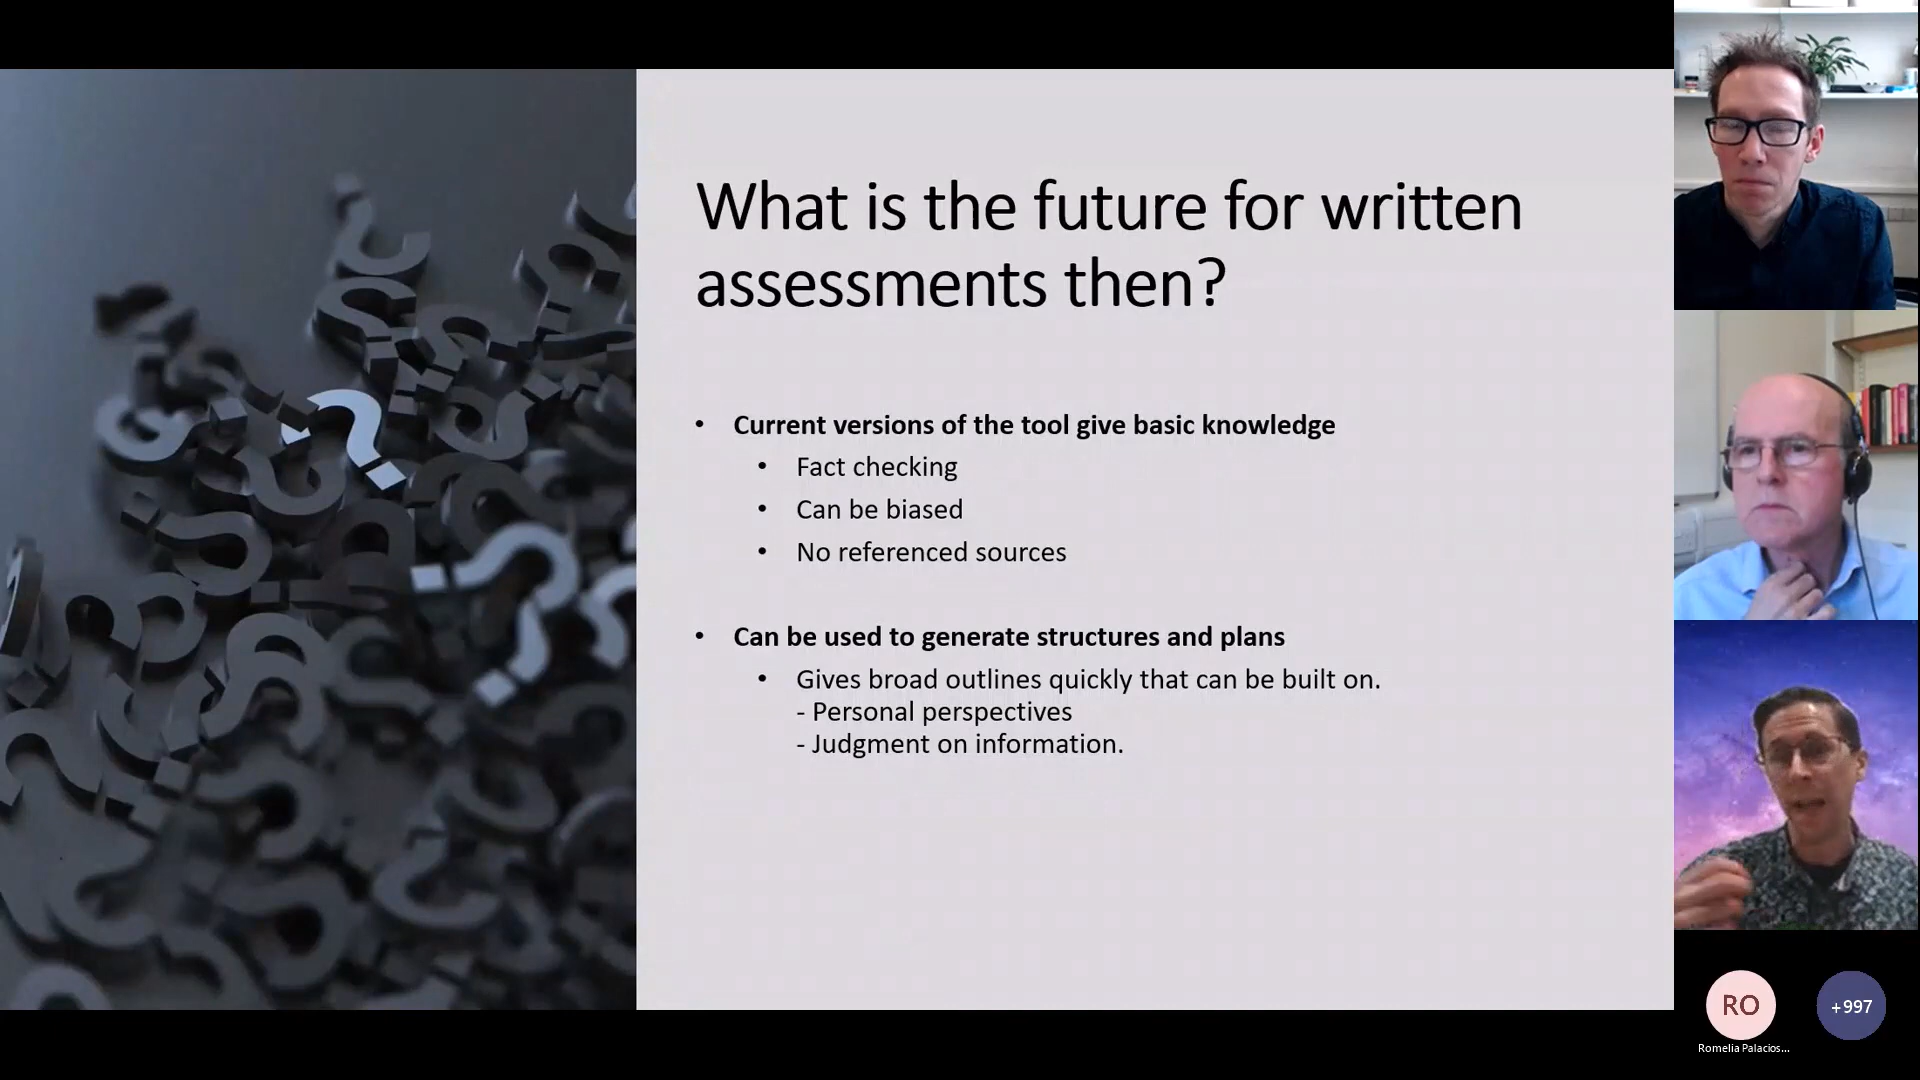 What is the future for written
assessments then?
• Current versions of the tool give basic knowledge
• Fact checking
• Can be biased
• No referenced sources
• Can be used to generate structures and plans
• Gives broad outlines quickly that can be built on.
- Personal perspectives
- Judgment on information.
RO
+997
Romelia Palacios...